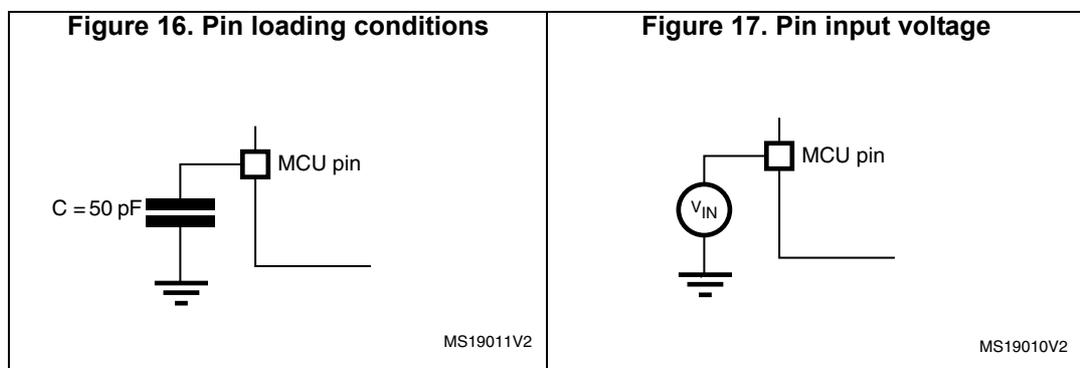 Figure 16. Pin loading conditions
MCU pin
C = 50 pF
MS19011V2
Figure 17. Pin input voltage
MCU pin
VIN
MS19010V2